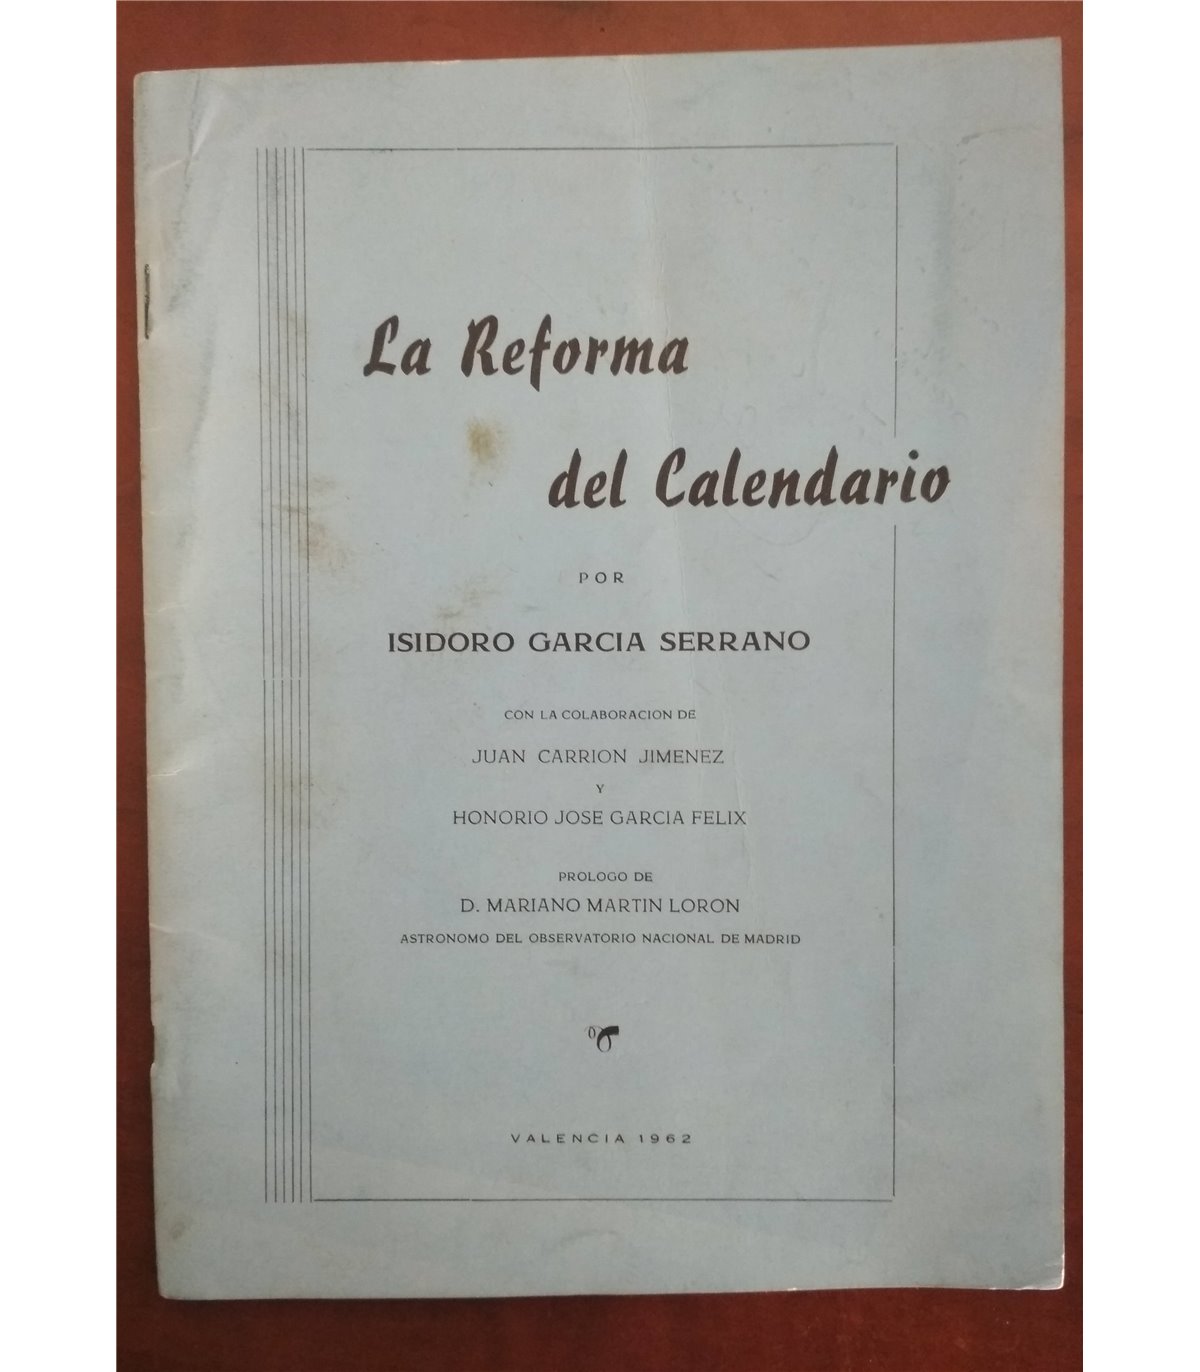 La Reforma
del Calendario
POR
ISIDORO GARCIA SERRANO
CON LA COLABORACION DE
JUAN CARRION JIMENEZ
Y
HONORIO JOSE GARCIA FELIX
PROLOGO DE
D. MARIANO MARTIN LORON
ASTRONOMO DEL OBSERVATORIO NACIONAL DE MADRID
VALENCIA 1962